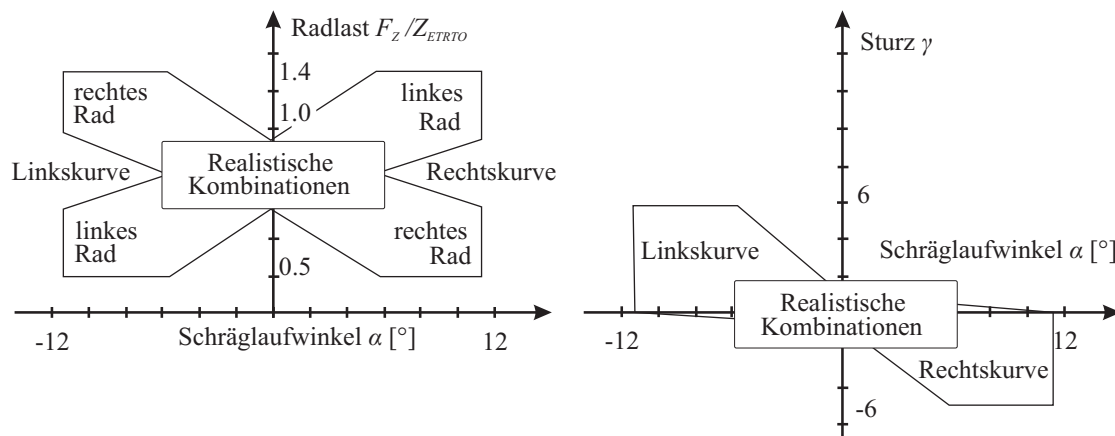 Radlast F_Z /Z_ETRTO
1.4
1.0
0.5
rechtes
Rad
linkes
Rad
Linkskurve
Realistische
Kombinationen
Rechtskurve
linkes
Rad
rechtes
Rad
-12
Schräglaufwinkel α [°]
12
Sturz γ
6
Linkskurve
Schräglaufwinkel α [°]
Realistische
Kombinationen
-12
12
Rechtskurve
-6